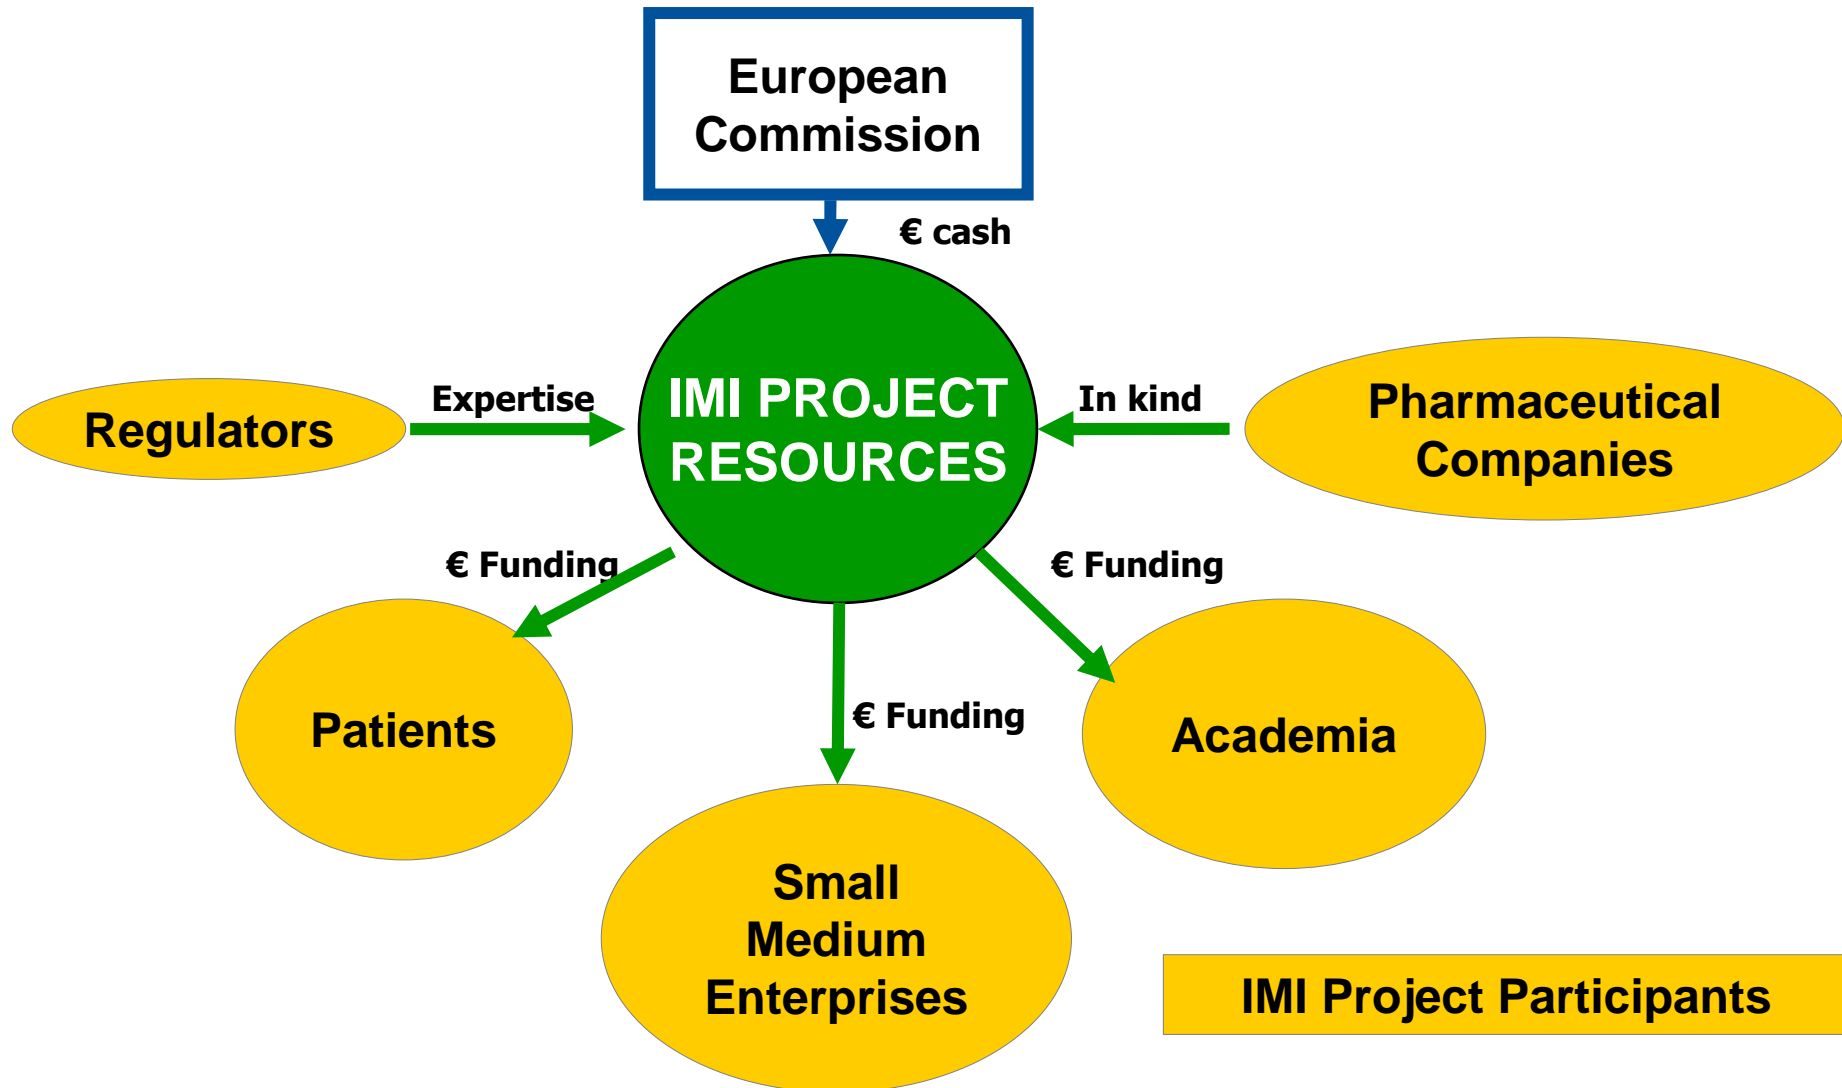 European
Commission
€ cash
Regulators
Expertise
IMI PROJECT
RESOURCES
In kind
Pharmaceutical
Companies
€ Funding
€ Funding
€ Funding
Patients
Academia
Small
Medium
Enterprises
IMI Project Participants